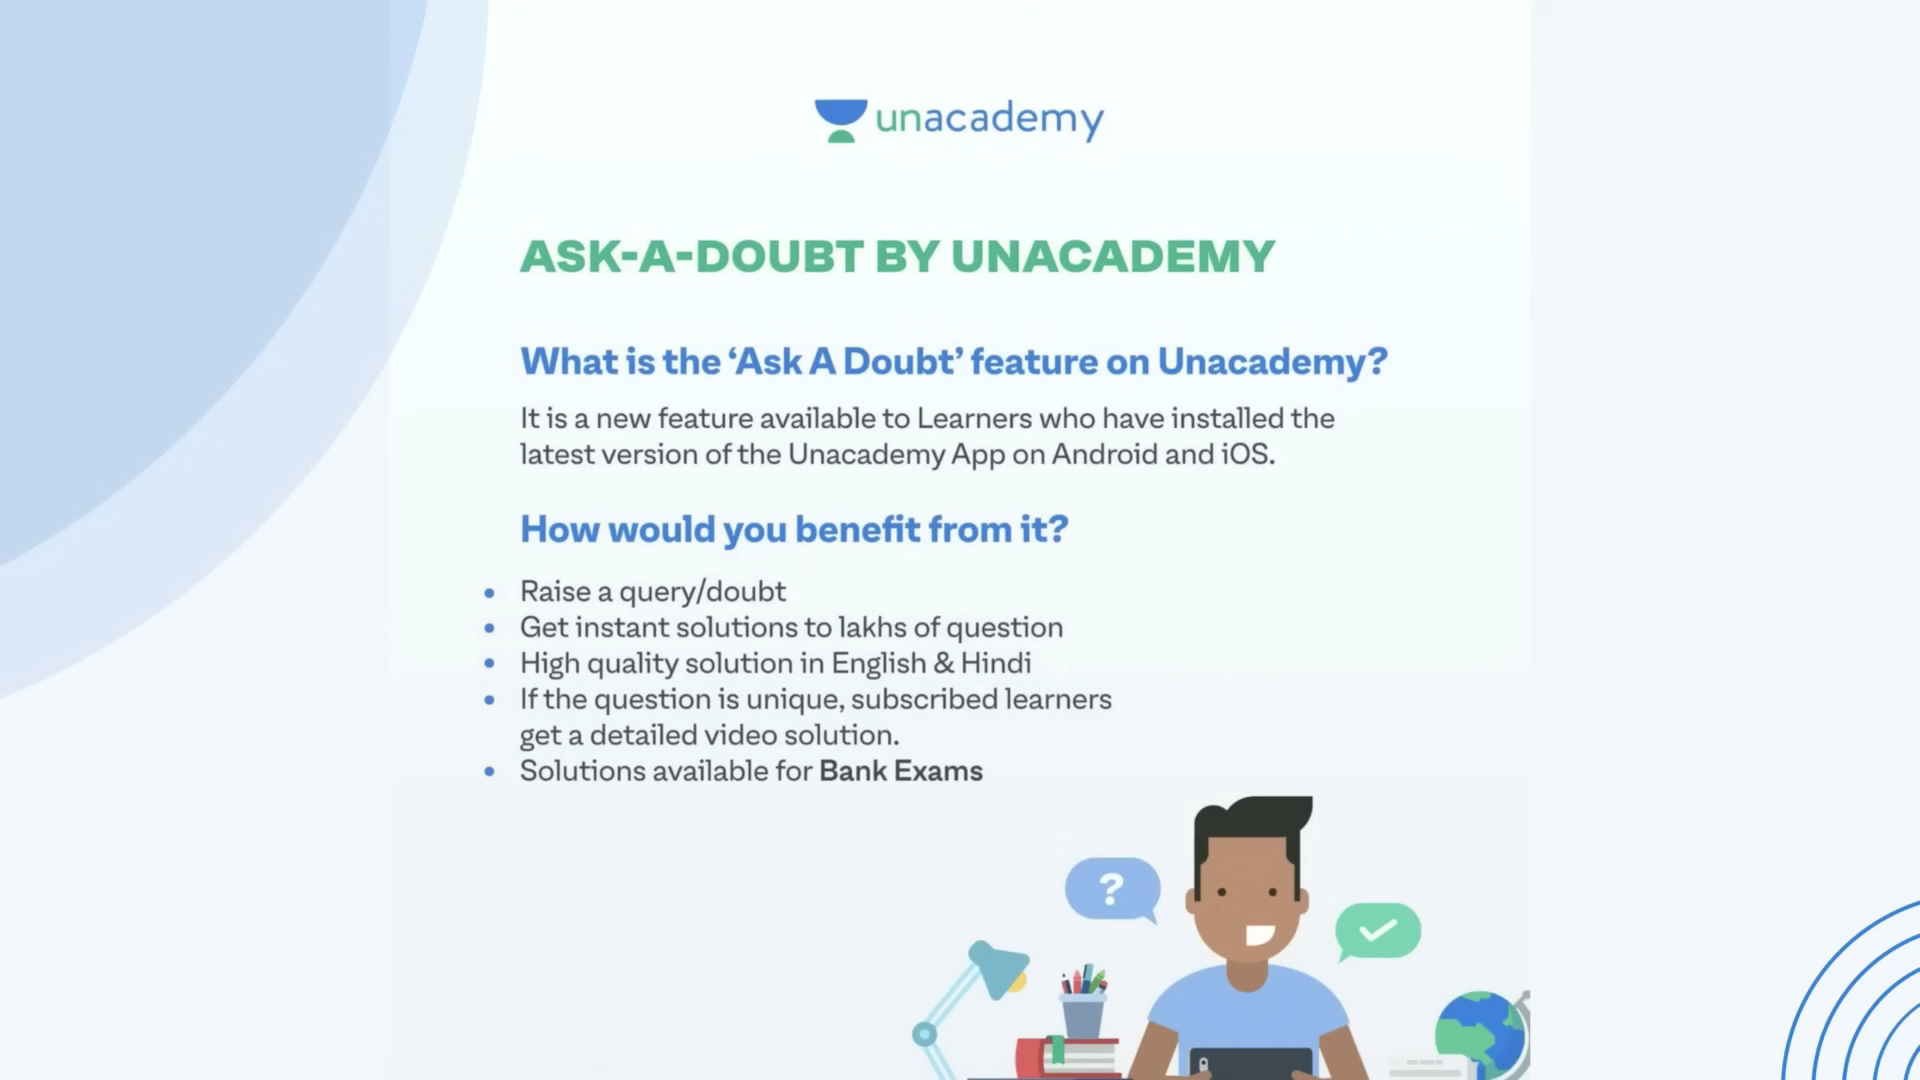 unacademy
ASK-A-DOUBT BY UNACADEMY
What is the ‘Ask A Doubt’ feature on Unacademy?
It is a new feature available to Learners who have installed the
latest version of the Unacademy App on Android and iOS.
How would you benefit from it?
• Raise a query/doubt
• Get instant solutions to lakhs of question
• High quality solution in English & Hindi
• If the question is unique, subscribed learners
get a detailed video solution.
• Solutions available for Bank Exams
?